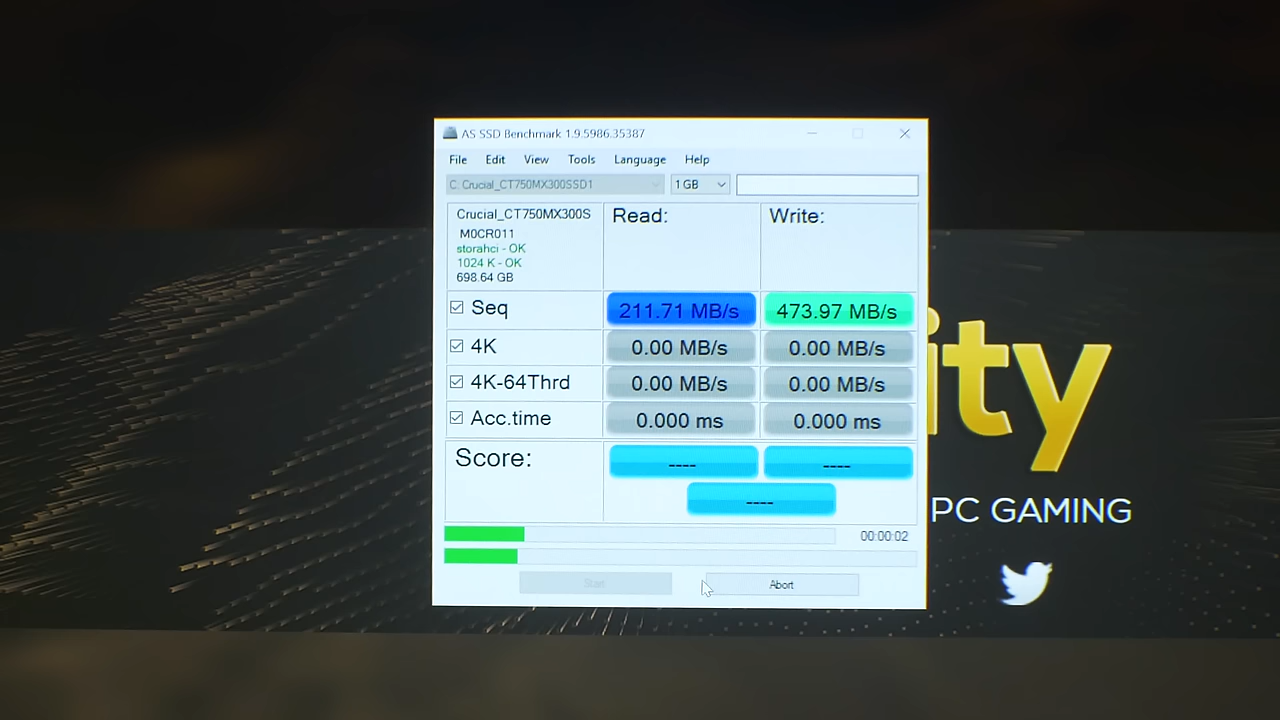 AS SSD Benchmark 1.9.5986.35387
File Edit View Tools Language Help
C: Crucial_CT750MX300SSD1 1 GB
Crucial_CT750MX300S Read: Write:
M0CR011
storahci - OK
1024 K - OK
698.64 GB
Seq 211.71 MB/s 473.97 MB/s
4K 0.00 MB/s 0.00 MB/s
4K-64Thrd 0.00 MB/s 0.00 MB/s
Acc.time 0.000 ms 0.000 ms
Score: ---- ----
----
00:00:02
Start Abort
ity
PC GAMING